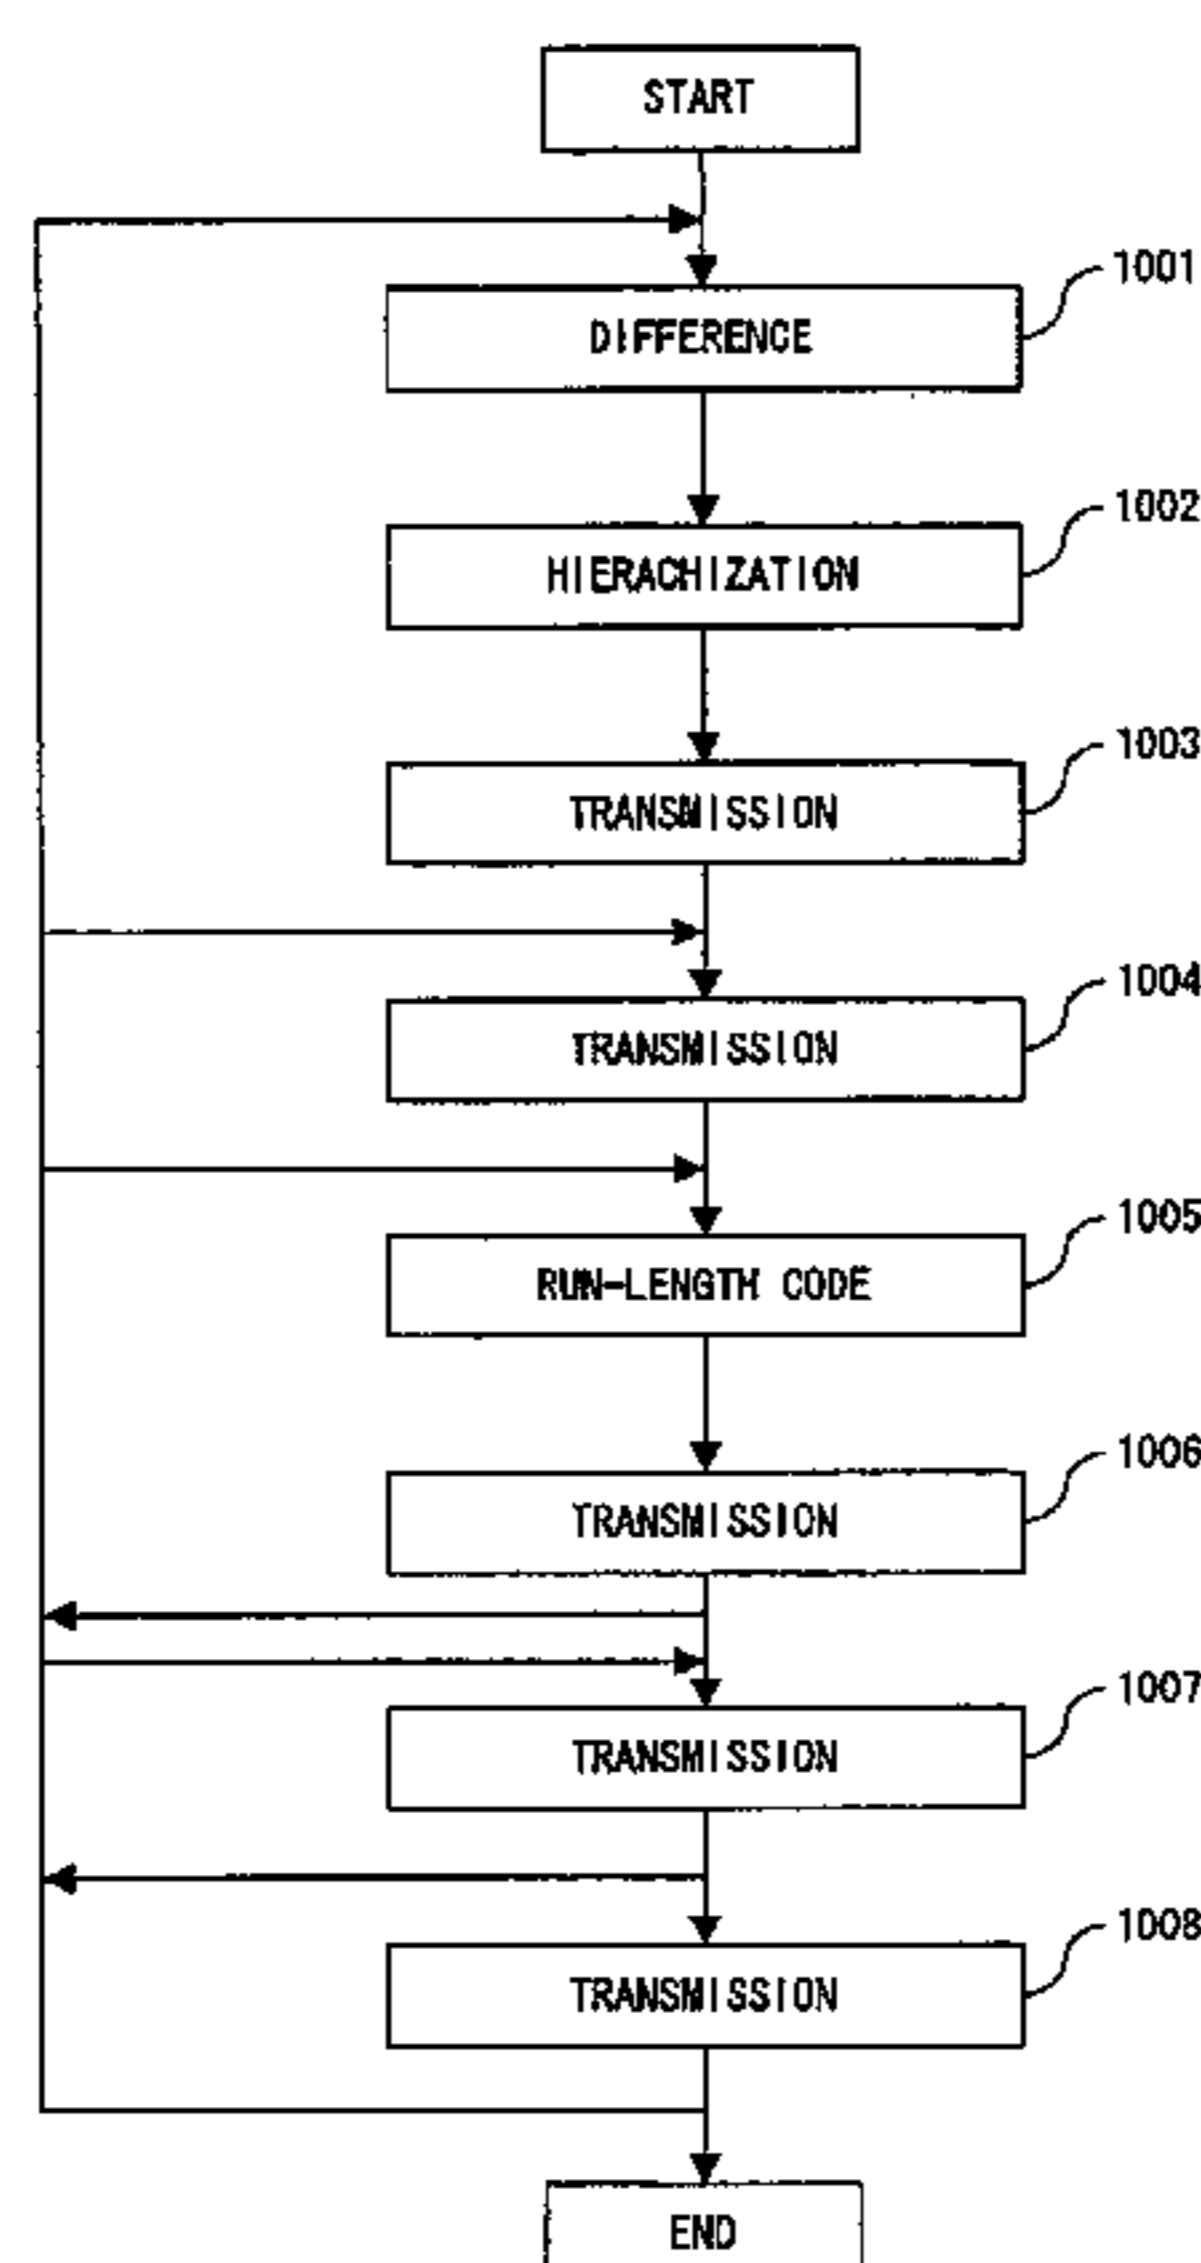 START
1001
DIFFERENCE
1002
HIERACHIZATION
1003
TRANSMISSION
1004
TRANSMISSION
1005
RUN-LENGTH CODE
1006
TRANSMISSION
1007
TRANSMISSION
1008
TRANSMISSION
END